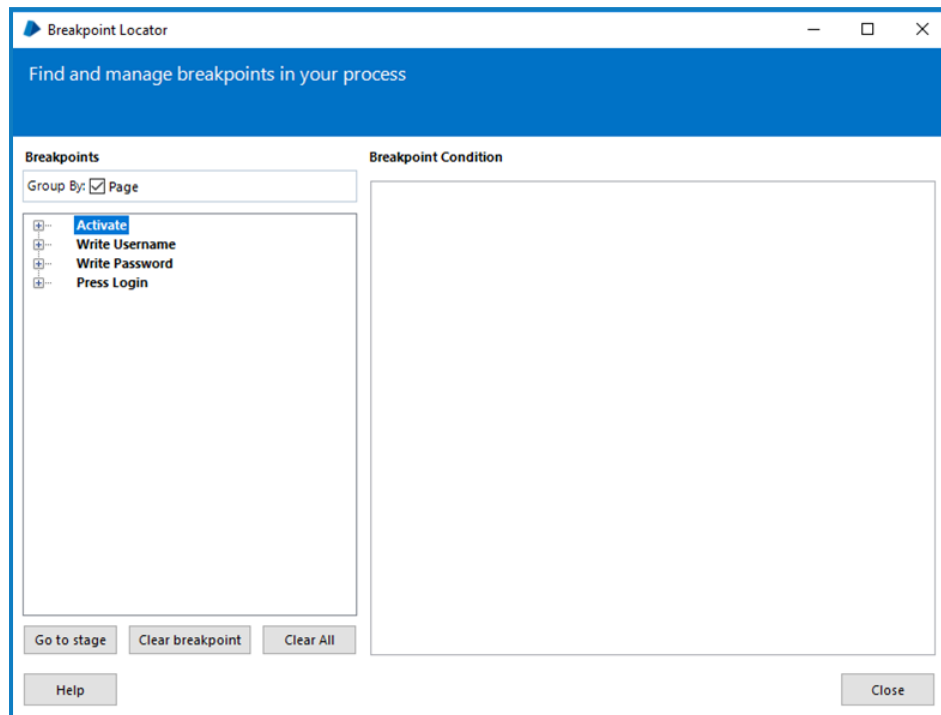 Breakpoint Locator
Find and manage breakpoints in your process
Breakpoints
Group By: Page
Activate
Write Username
Write Password
Press Login
Go to stage
Clear breakpoint
Clear All
Breakpoint Condition
Help
Close